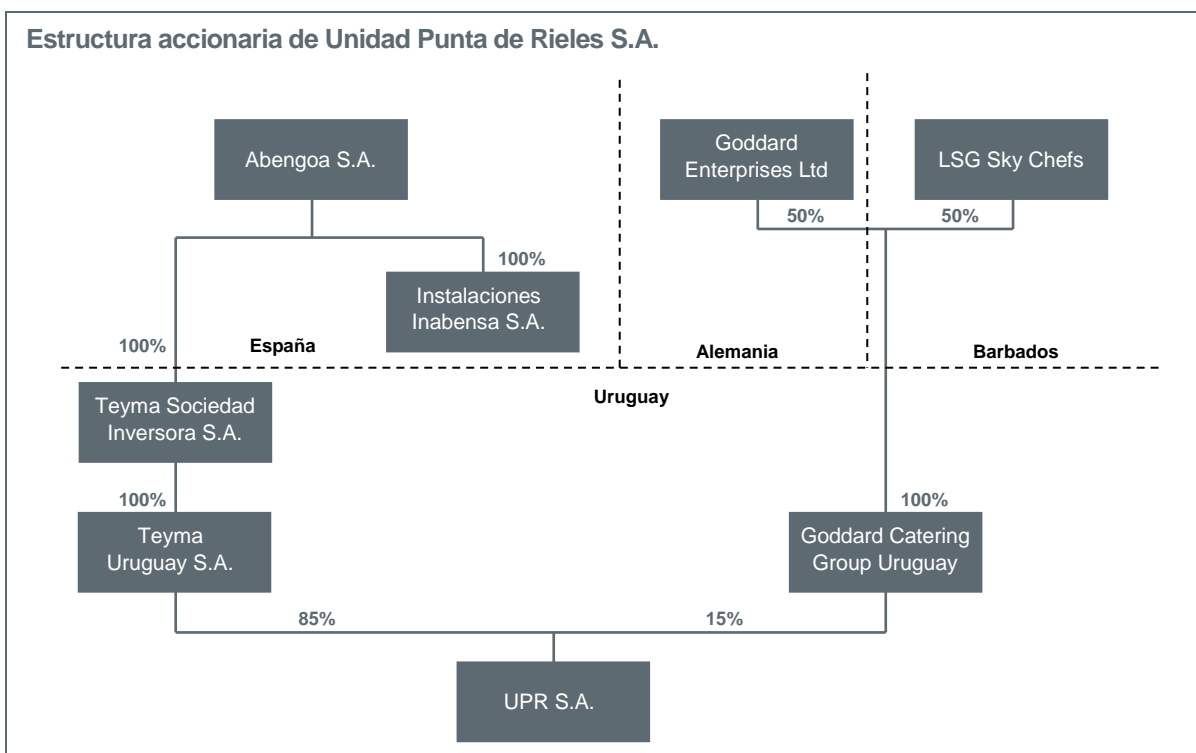 Estructura accionaria de Unidad Punta de Rieles S.A.
Abengoa S.A.
Goddard
Enterprises Ltd
LSG Sky Chefs
50%
50%
100%
Instalaciones
Inabensa S.A.
100%
España
Alemania
Barbados
Uruguay
Teyma Sociedad
Inversora S.A.
100%
100%
Teyma
Uruguay S.A.
Goddard Catering
Group Uruguay
85%
15%
UPR S.A.